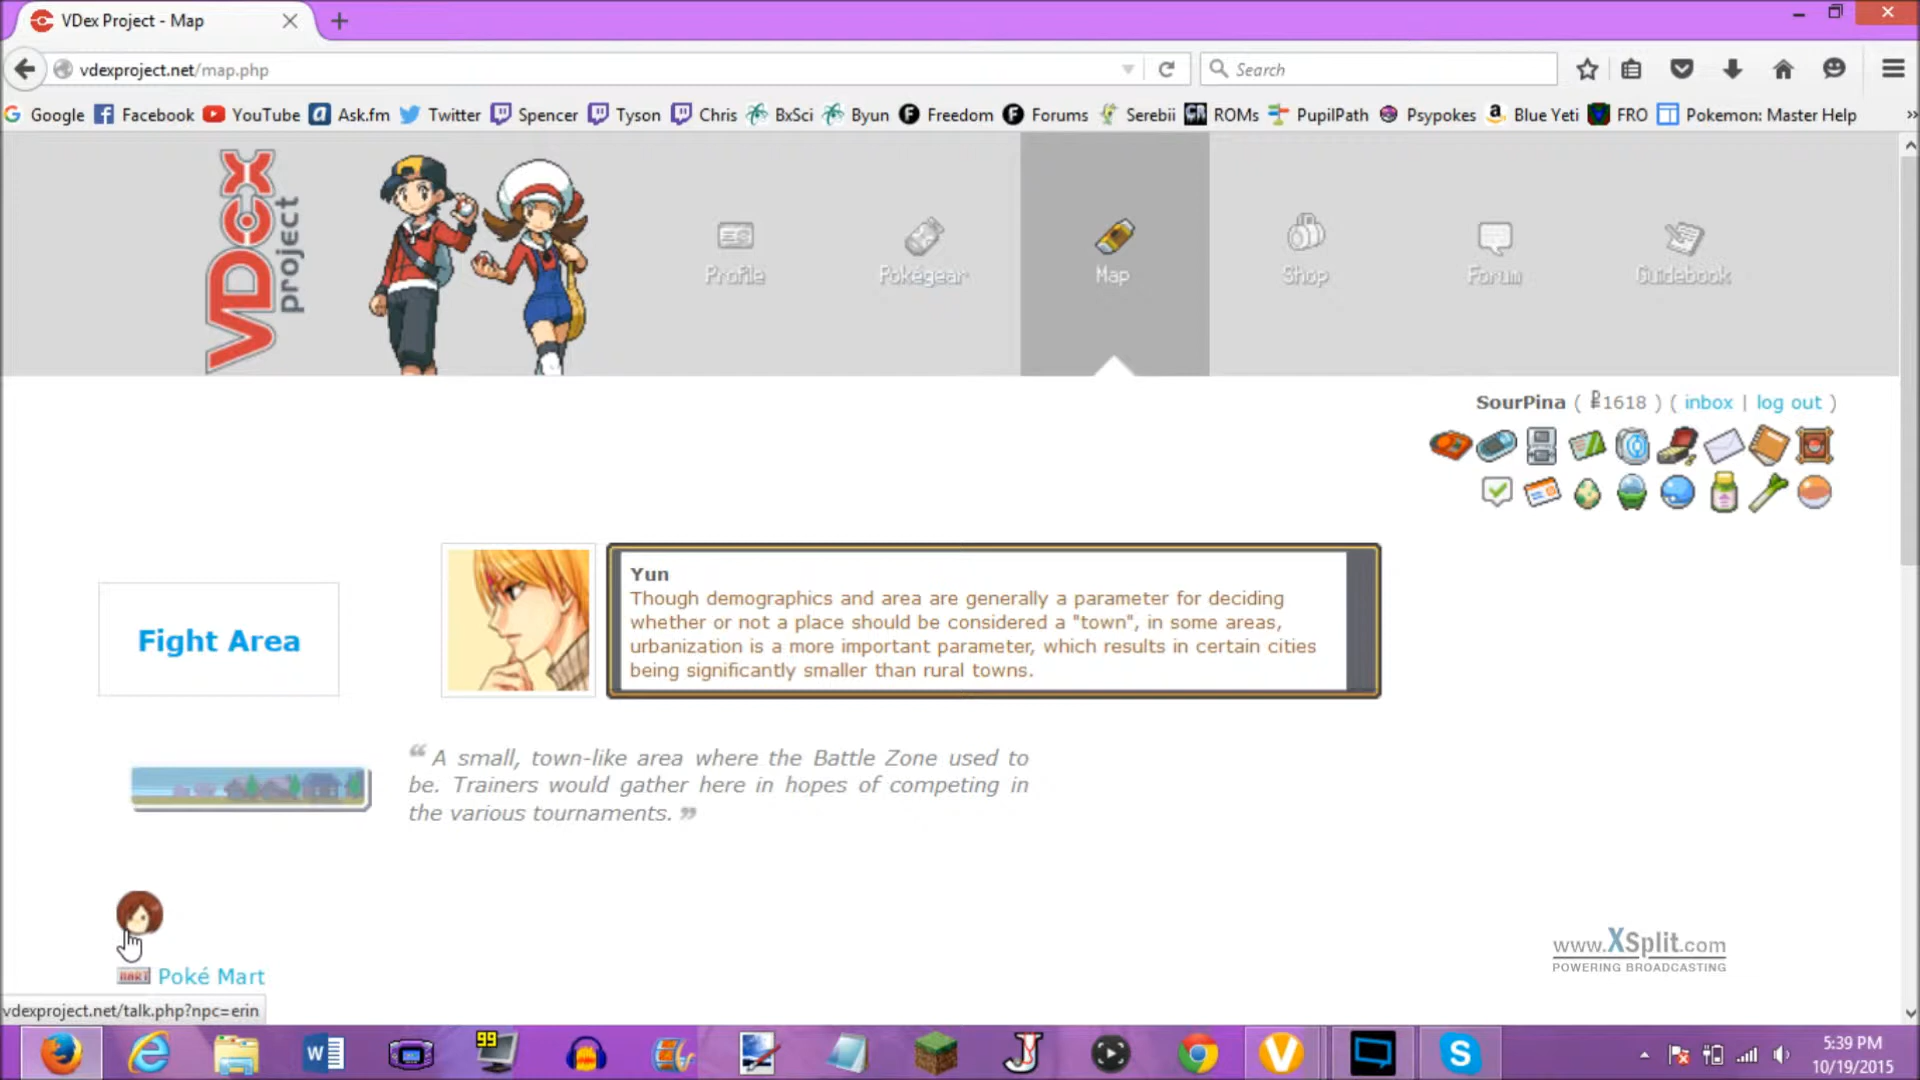 VDex Project - Map
vdexproject.net/map.php
Search
Google Facebook YouTube Ask.fm Twitter Spencer Tyson Chris BxSci Byun Freedom Forums Serebii ROMs PupilPath Psypokes Blue Yeti FRO Pokemon: Master Help »
VDex project
Profile Pokégear Map Shop Forum Guidebook
SourPina ( ₽1618 ) ( inbox | log out )
Yun
Though demographics and area are generally a parameter for deciding
whether or not a place should be considered a "town", in some areas,
urbanization is a more important parameter, which results in certain cities
being significantly smaller than rural towns.
Fight Area
“ A small, town-like area where the Battle Zone used to
be. Trainers would gather here in hopes of competing in
the various tournaments. ”
MART Poké Mart
www.XSplit.com
POWERING BROADCASTING
vdexproject.net/talk.php?npc=erin
99
5:39 PM
10/19/2015